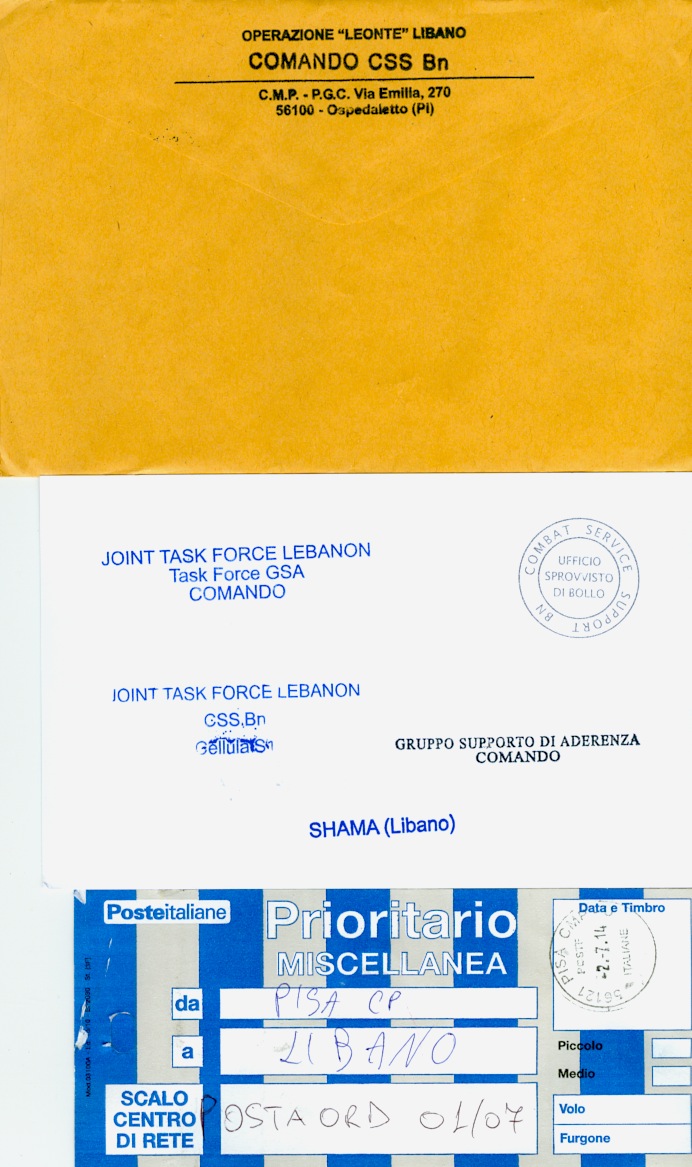 OPERAZIONE "LEONTE" LIBANO
COMANDO CSS Bn
C.M.P. - P.G.C. Via Emilia, 270
56100 - Ospedaletto (PI)
JOINT TASK FORCE LEBANON
Task Force GSA
COMANDO
COMBAT SERVICE SUPPORT BN
UFFICIO
SPROVVISTO
DI BOLLO
JOINT TASK FORCE LEBANON
CSS Bn
GRUPPO SUPPORTO DI ADERENZA
COMANDO
SHAMA (Libano)
Posteitaliane
Prioritario
MISCELLANEA
Data e Timbro
56121 PISA
POSTE
2.7.14
ITALIANE
da PISA CP
a LIBANO
Piccolo
Medio
SCALO
CENTRO
DI RETE
POSTA ORD 01/07
Volo
Furgone